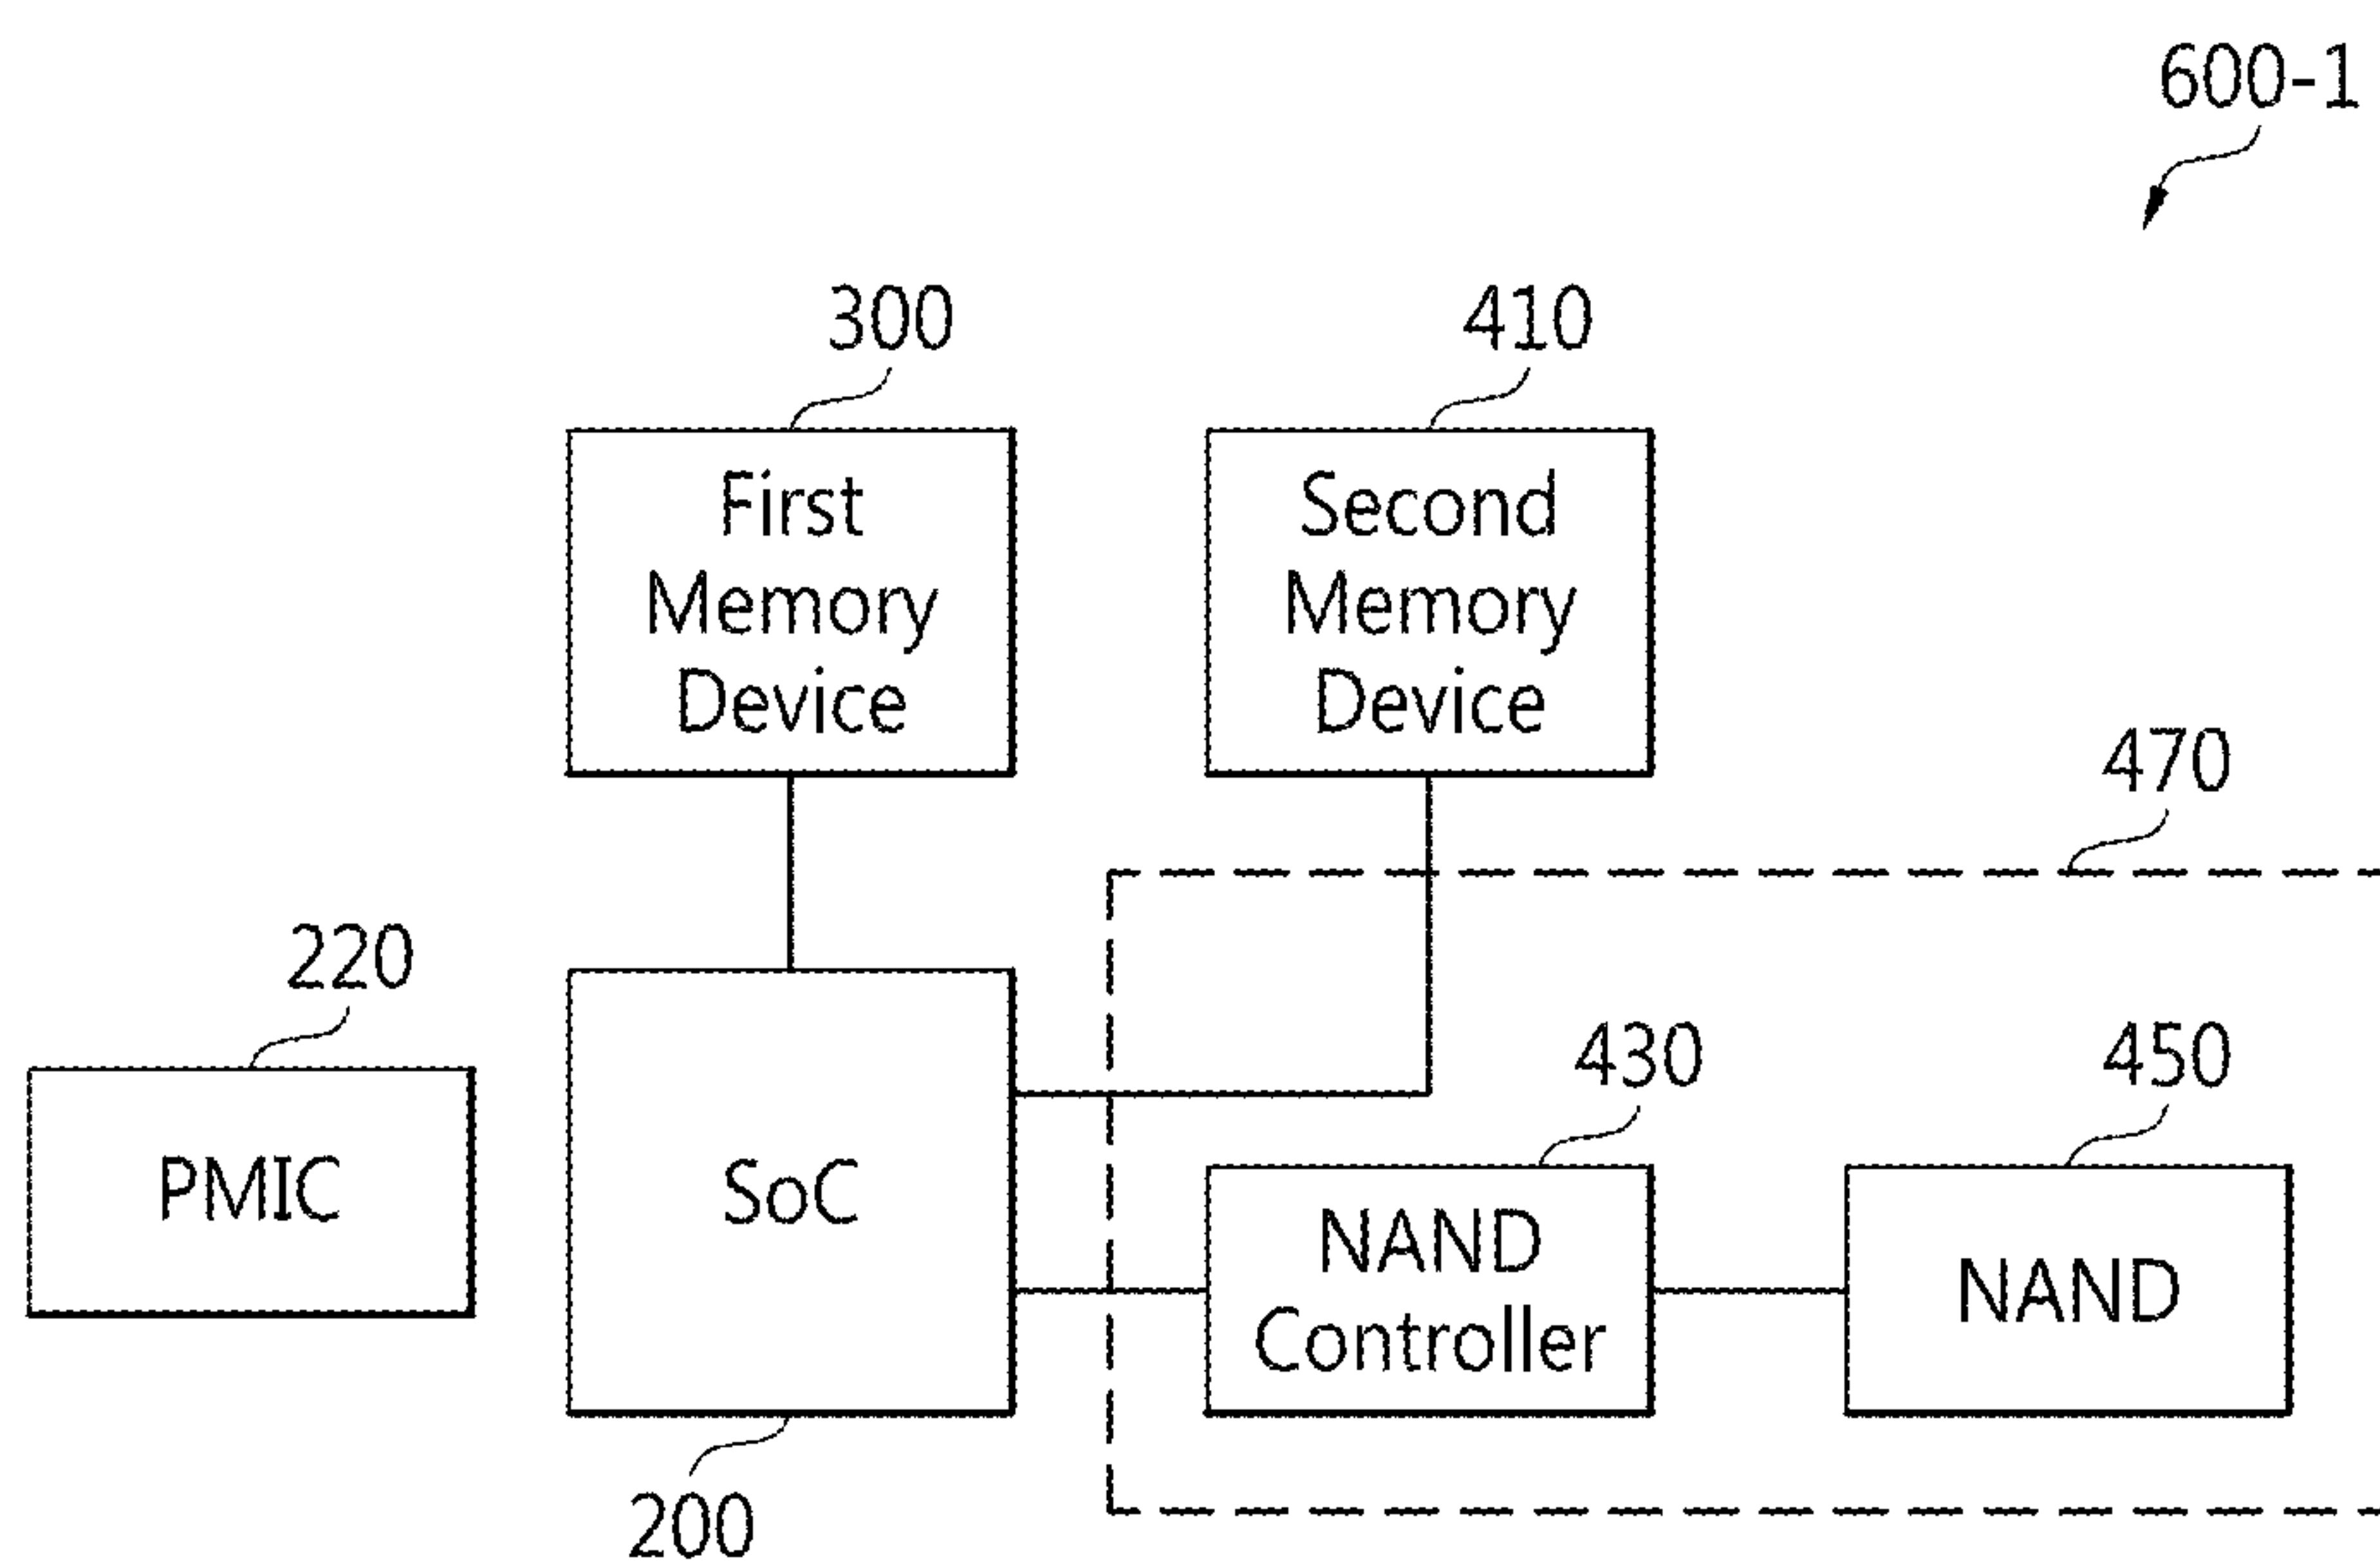 600-1
300
410
First
Memory
Device
Second
Memory
Device
470
220
430
450
PMIC
SoC
NAND
Controller
NAND
200